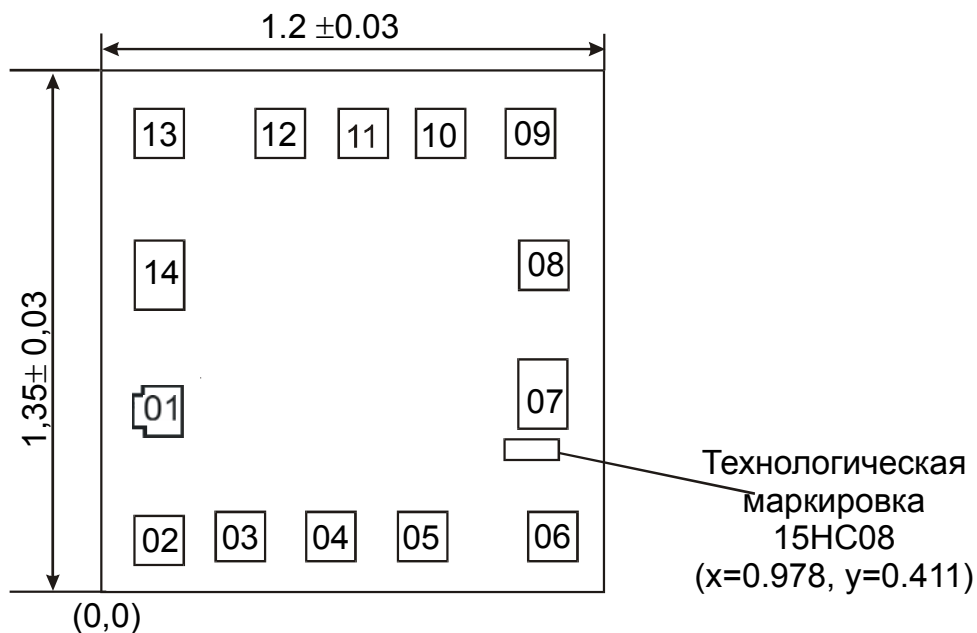 1.2 ±0.03
13 12 11 10 09
14 08
1,35± 0,03
01 07
Технологическая
маркировка
15НС08
(x=0.978, y=0.411)
02 03 04 05 06
(0,0)